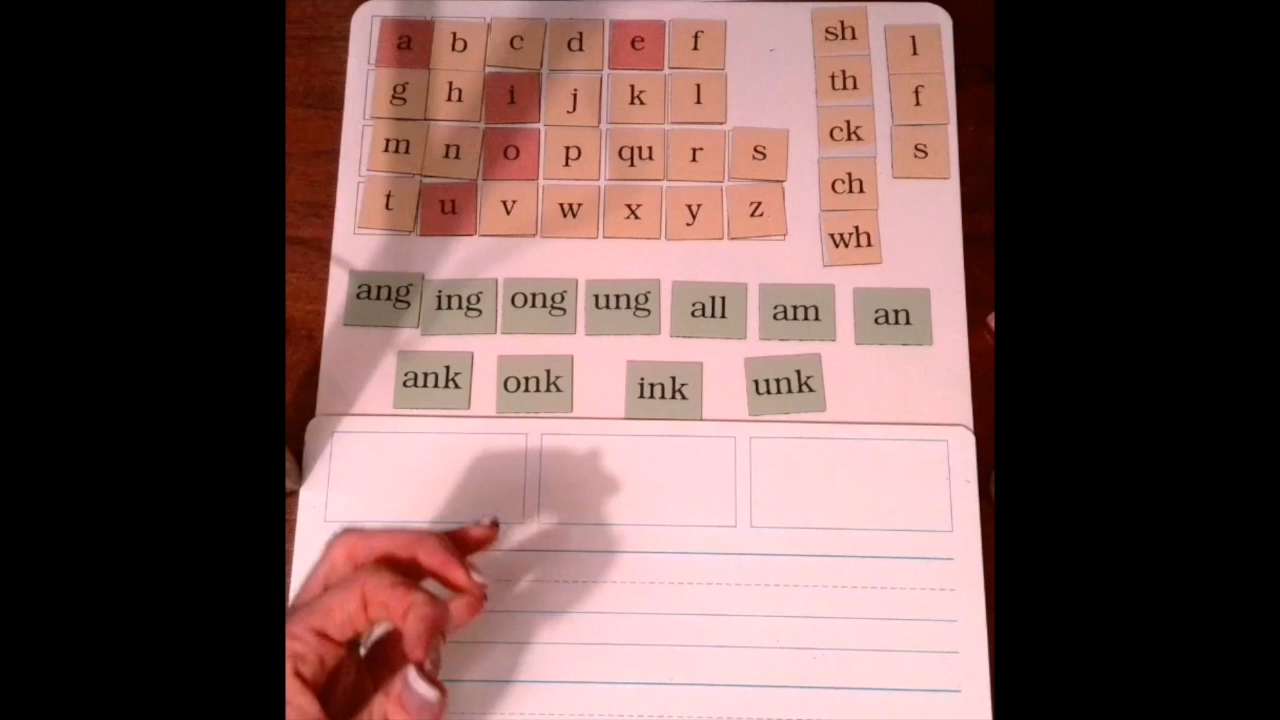 a b c d e f
g h i j k l
m n o p qu r s
t u v w x y z
sh
th
ck
ch
wh
l
f
s
ang ing ong ung all am an
ank onk ink unk